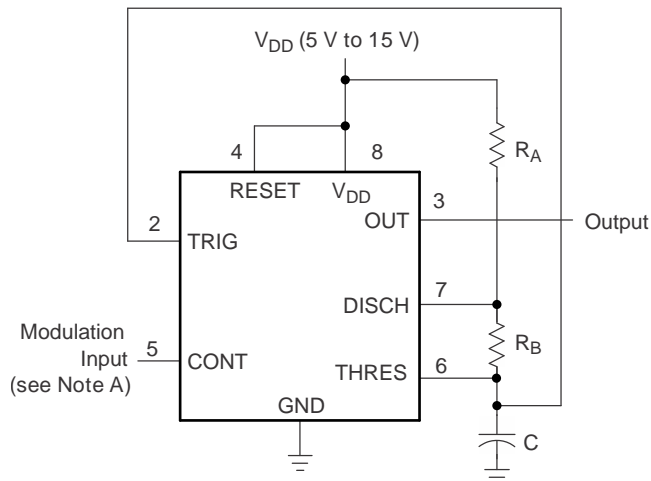 V_DD (5 V to 15 V)
4
8
R_A
RESET
V_DD
3
2
OUT
Output
TRIG
7
DISCH
Modulation
Input
(see Note A)
5
CONT
R_B
6
THRES
GND
C